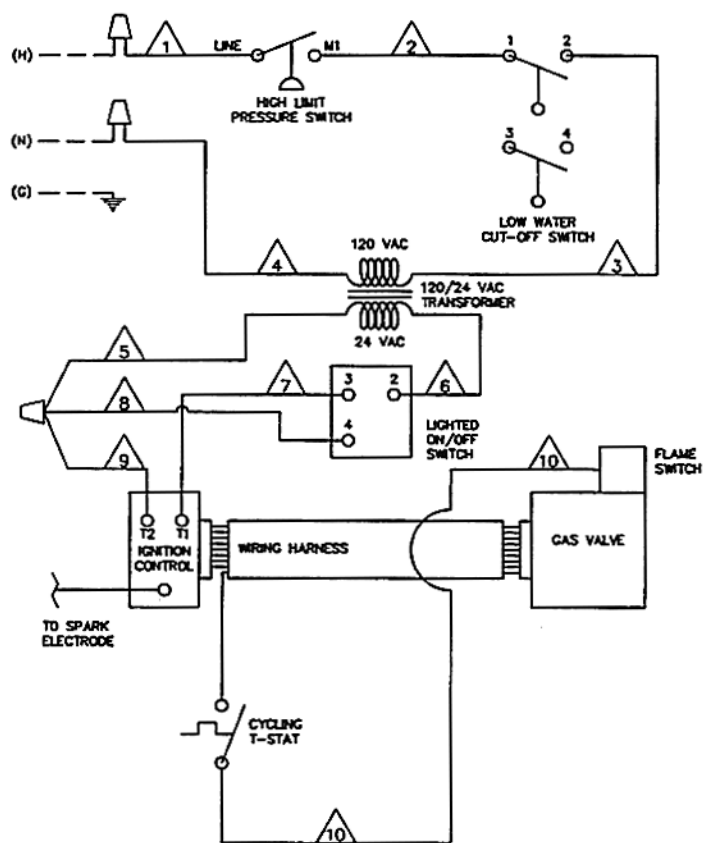 (H)
1
LINE
M1
2
1
2
HIGH LIMIT
PRESSURE SWITCH
(N)
3
4
(G)
LOW WATER
CUT-OFF SWITCH
120 VAC
4
3
120/24 VAC
TRANSFORMER
24 VAC
5
7
3
2
6
8
4
LIGHTED
ON/OFF
SWITCH
9
10
FLAME
SWITCH
T2
T1
IGNITION
CONTROL
WIRING HARNESS
GAS VALVE
TO SPARK
ELECTRODE
CYCLING
T-STAT
10